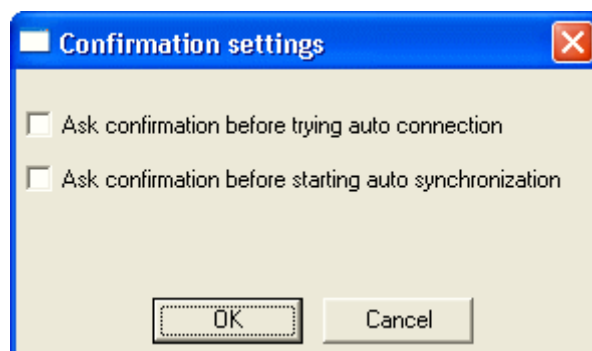 Confirmation settings
Ask confirmation before trying auto connection
Ask confirmation before starting auto synchronization
OK Cancel